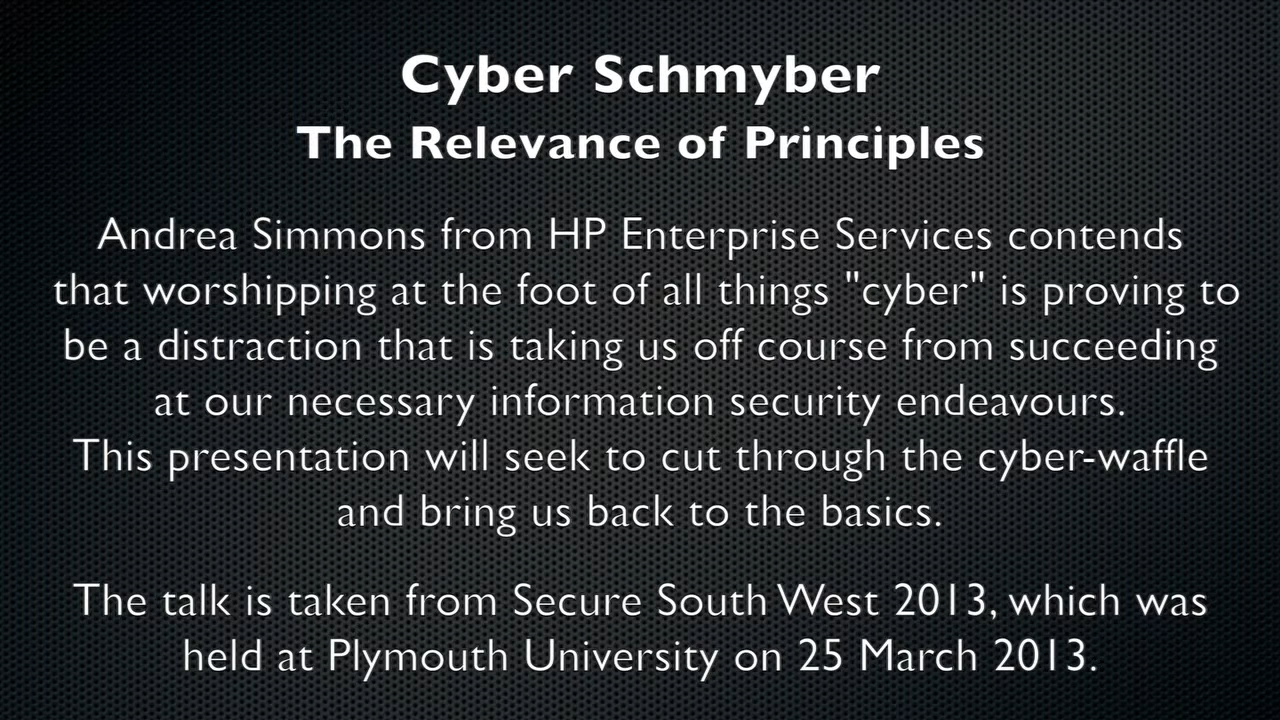 Cyber Schmyber
The Relevance of Principles
Andrea Simmons from HP Enterprise Services contends
that worshipping at the foot of all things "cyber" is proving to
be a distraction that is taking us off course from succeeding
at our necessary information security endeavours.
This presentation will seek to cut through the cyber-waffle
and bring us back to the basics.
The talk is taken from Secure South West 2013, which was
held at Plymouth University on 25 March 2013.